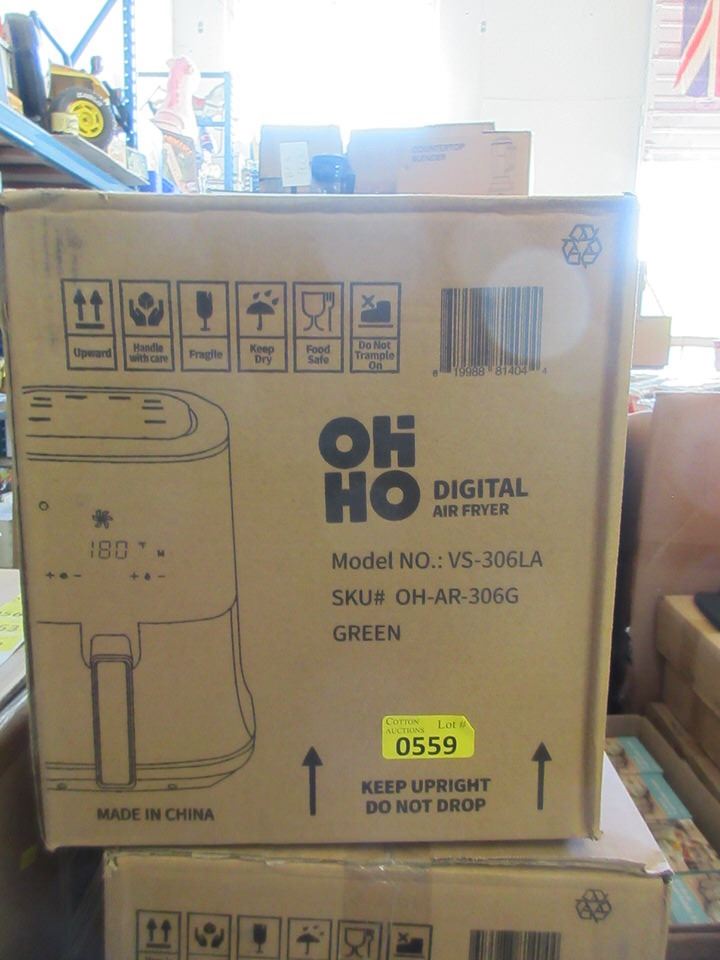 COUNTERTOP
BLENDER
Upward
Handle with care
Fragile
Keep Dry
Food Safe
Do Not Trample On
6 19988 81404 4
OH
HO
DIGITAL
AIR FRYER
180 °F M
Model NO.: VS-306LA
SKU# OH-AR-306G
GREEN
COTTON AUCTIONS Lot #
0559
KEEP UPRIGHT
DO NOT DROP
MADE IN CHINA